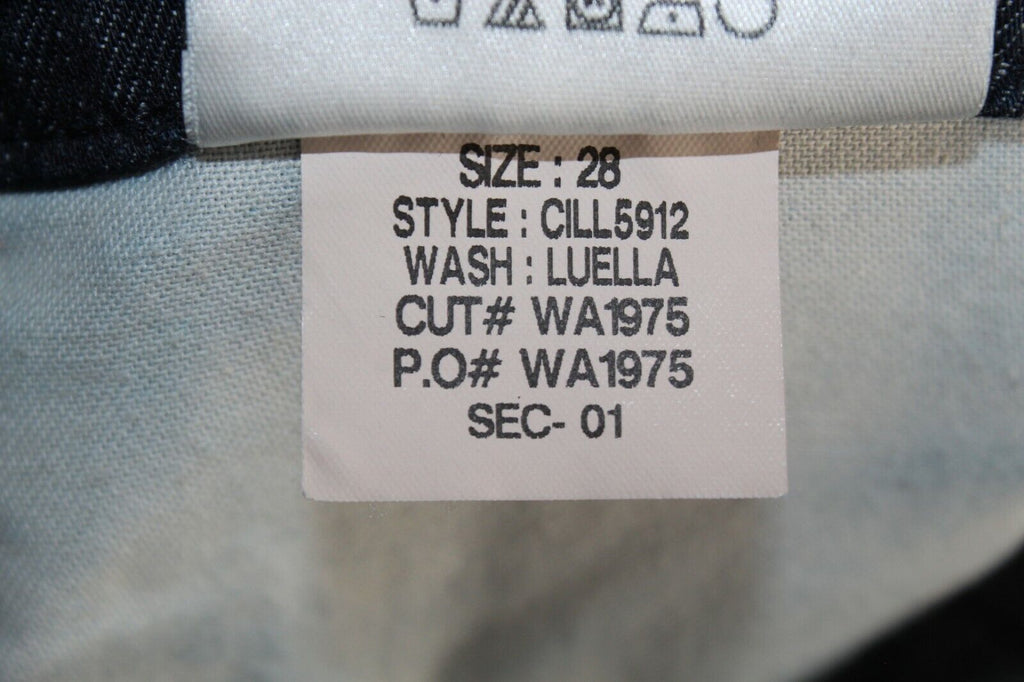 SIZE : 28
STYLE : CILL5912
WASH : LUELLA
CUT# WA1975
P.O# WA1975
SEC- 01